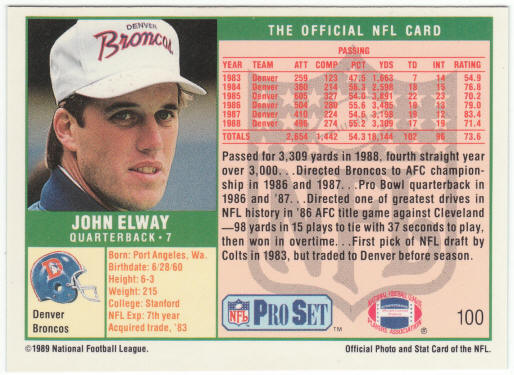 DENVER
Broncos
JOHN ELWAY
QUARTERBACK • 7
Denver
Broncos
Born: Port Angeles, Wa.
Birthdate: 6/28/60
Height: 6-3
Weight: 215
College: Stanford
NFL Exp: 7th year
Acquired trade, '83
©1989 National Football League.
THE OFFICIAL NFL CARD
PASSING
YEAR TEAM ATT COMP PCT YDS TD INT RATING
1983 Denver 259 123 47.5 1,663 7 14 54.9
1984 Denver 380 214 56.3 2,598 18 15 76.8
1985 Denver 605 327 54.0 3,891 22 23 70.2
1986 Denver 504 280 55.6 3,485 19 13 79.0
1987 Denver 410 224 54.6 3,198 19 12 83.4
1988 Denver 496 274 55.2 3,309 17 71.4
TOTALS 2,654 1,442 54.3 18,144 102 96 73.6
Passed for 3,309 yards in 1988, fourth straight year
over 3,000. . .Directed Broncos to AFC champion-
ship in 1986 and 1987. . .Pro Bowl quarterback in
1986 and '87. . .Directed one of greatest drives in
NFL history in '86 AFC title game against Cleveland
—98 yards in 15 plays to tie with 37 seconds to play,
then won in overtime. . .First pick of NFL draft by
Colts in 1983, but traded to Denver before season.
NFL PRO SET ™
NATIONAL FOOTBALL LEAGUE
PLAYERS ASSOCIATION ®
100
Official Photo and Stat Card of the NFL.